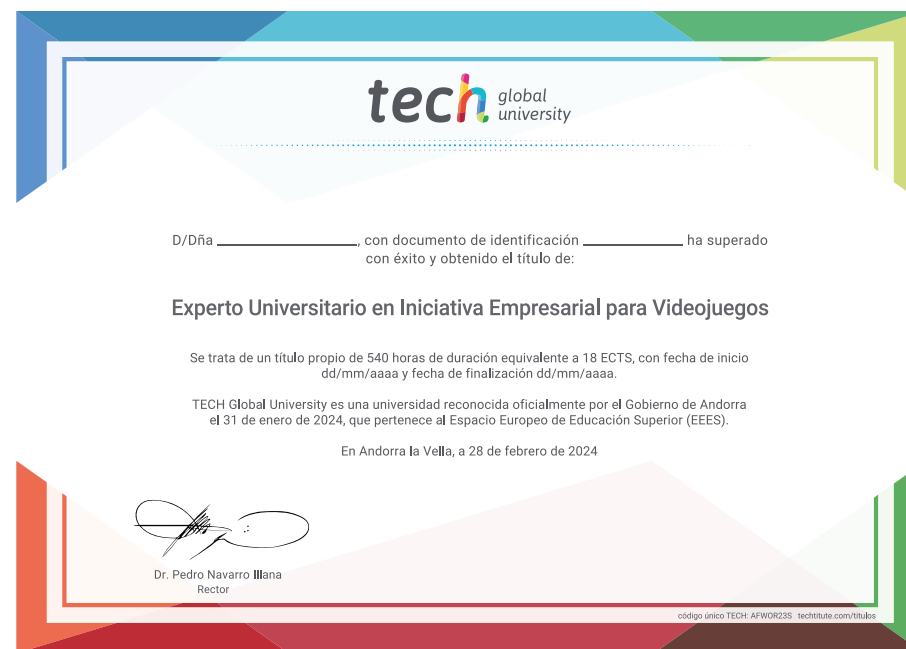 tech global university
D/Dña ____________________, con documento de identificación ______________ ha superado
con éxito y obtenido el título de:
Experto Universitario en Iniciativa Empresarial para Videojuegos
Se trata de un título propio de 540 horas de duración equivalente a 18 ECTS, con fecha de inicio
dd/mm/aaaa y fecha de finalización dd/mm/aaaa.
TECH Global University es una universidad reconocida oficialmente por el Gobierno de Andorra
el 31 de enero de 2024, que pertenece al Espacio Europeo de Educación Superior (EEES).
En Andorra la Vella, a 28 de febrero de 2024
Dr. Pedro Navarro Illana
Rector
código único TECH: AFWOR23S techtitute.com/titulos